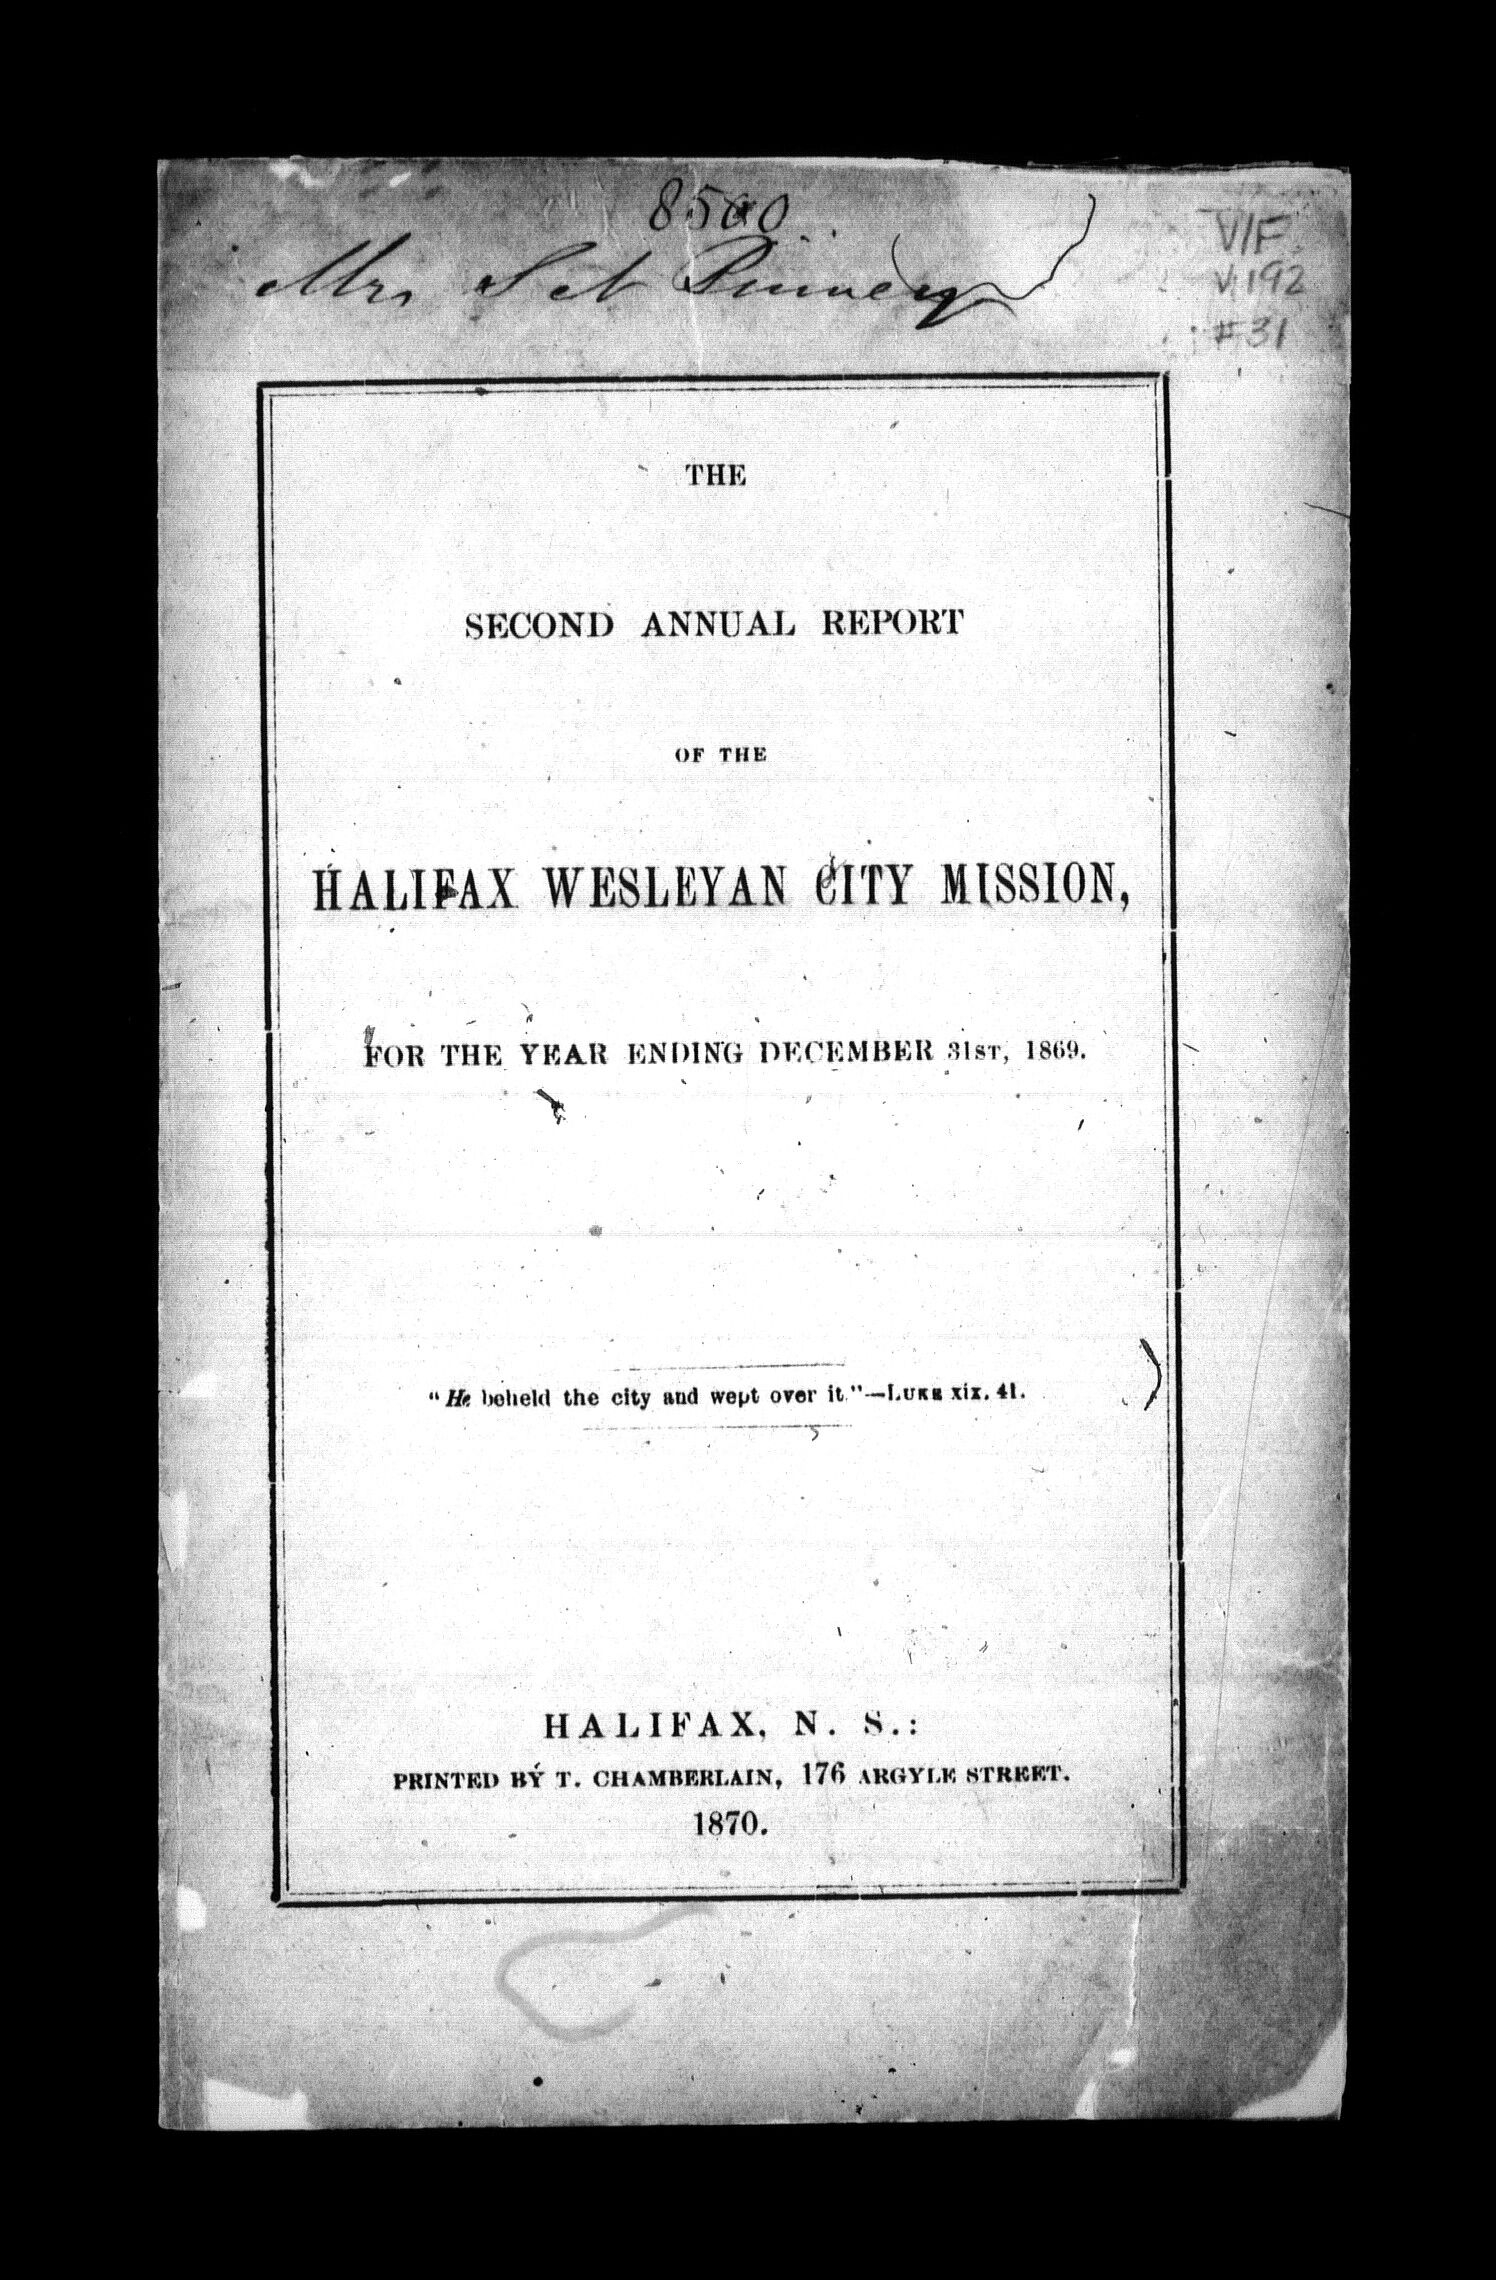 8500
Mrs
V/F
V.192
#31
THE
SECOND ANNUAL REPORT
OF THE
HALIFAX WESLEYAN CITY MISSION,
FOR THE YEAR ENDING DECEMBER 31ST, 1869.
"He beheld the city and wept over it."—LUKE xix. 41.
HALIFAX, N. S.:
PRINTED BY T. CHAMBERLAIN, 176 ARGYLE STREET.
1870.